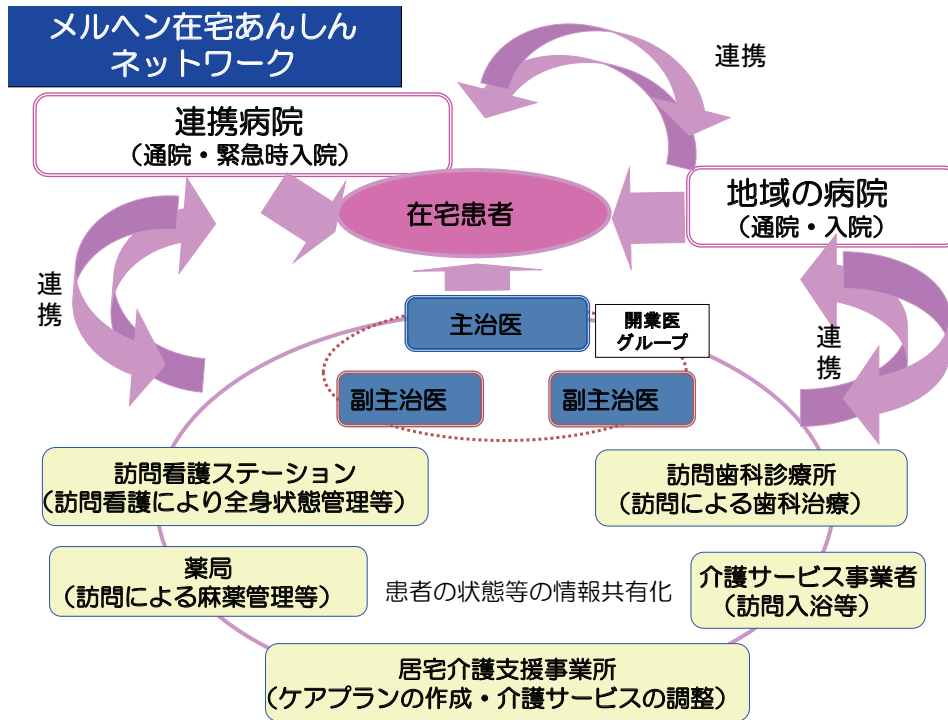 メルヘン在宅あんしん
ネットワーク
連携
連携病院
（通院・緊急時入院）
在宅患者
地域の病院
（通院・入院）
連携
主治医
開業医
グループ
連携
副主治医
副主治医
訪問看護ステーション
（訪問看護により全身状態管理等）
訪問歯科診療所
（訪問による歯科治療）
薬局
（訪問による麻薬管理等）
患者の状態等の情報共有化
介護サービス事業者
（訪問入浴等）
居宅介護支援事業所
（ケアプランの作成・介護サービスの調整）